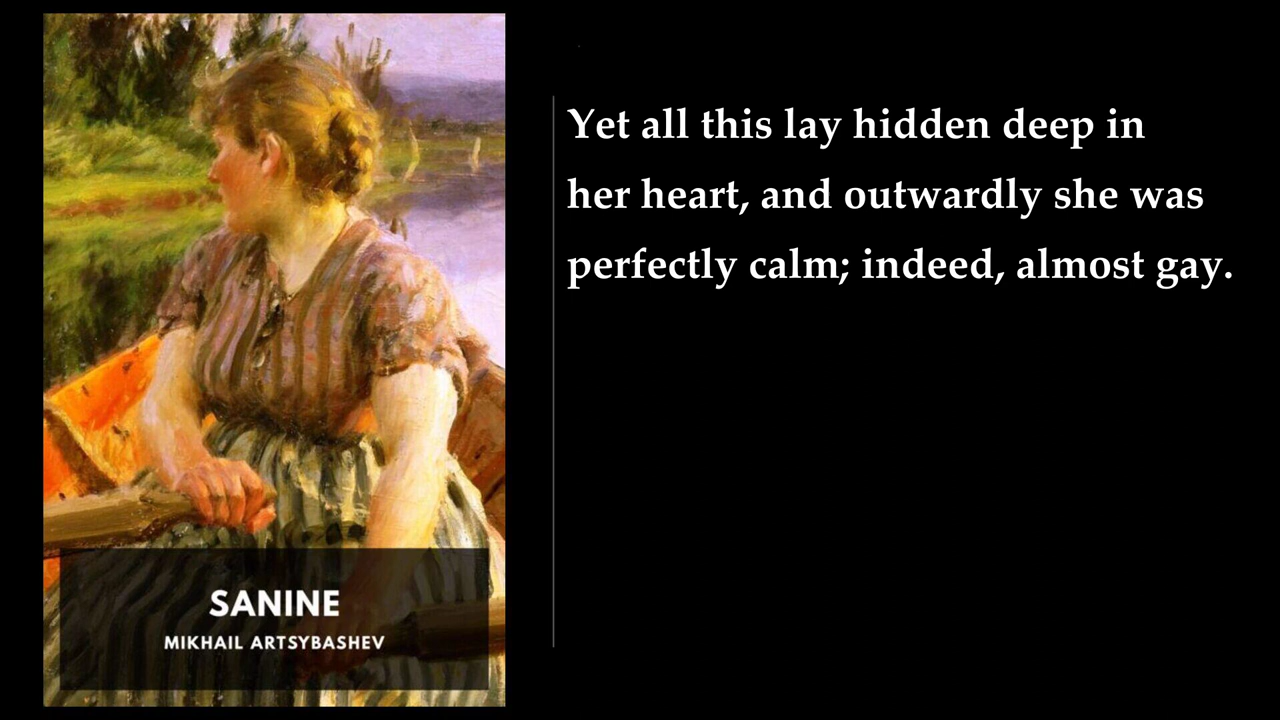 SANINE
MIKHAIL ARTSYBASHEV
Yet all this lay hidden deep in
her heart, and outwardly she was
perfectly calm; indeed, almost gay.